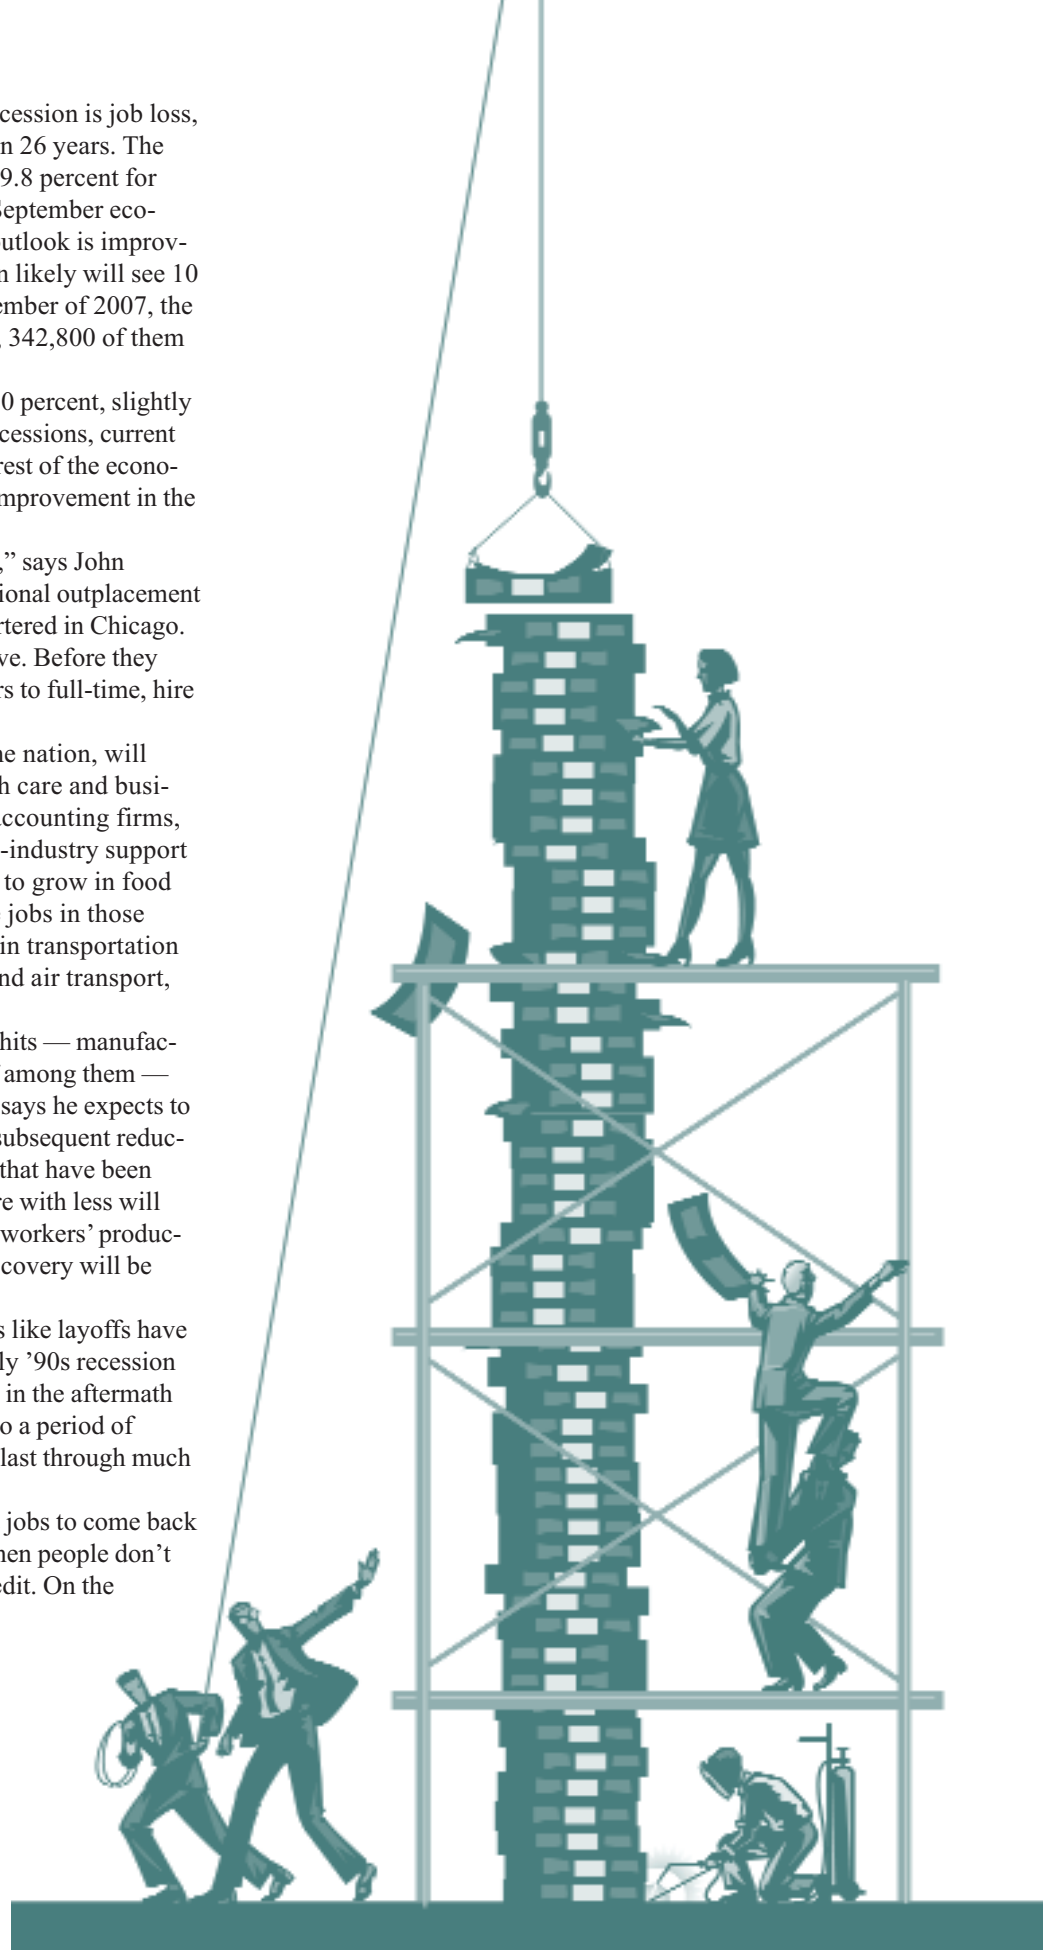 cession is job loss,
n 26 years. The
9.8 percent for
September eco-
outlook is improv-
n likely will see 10
ember of 2007, the
, 342,800 of them
0 percent, slightly
cessions, current
rest of the econo-
mprovement in the
,” says John
ional outplacement
rtered in Chicago.
ve. Before they
rs to full-time, hire
ne nation, will
h care and busi-
accounting firms,
-industry support
to grow in food
jobs in those
in transportation
nd air transport,
hits — manufac-
among them —
says he expects to
subsequent reduc-
that have been
re with less will
workers’ produc-
covery will be
s like layoffs have
ly ’90s recession
in the aftermath
o a period of
last through much
jobs to come back
hen people don’t
edit. On the